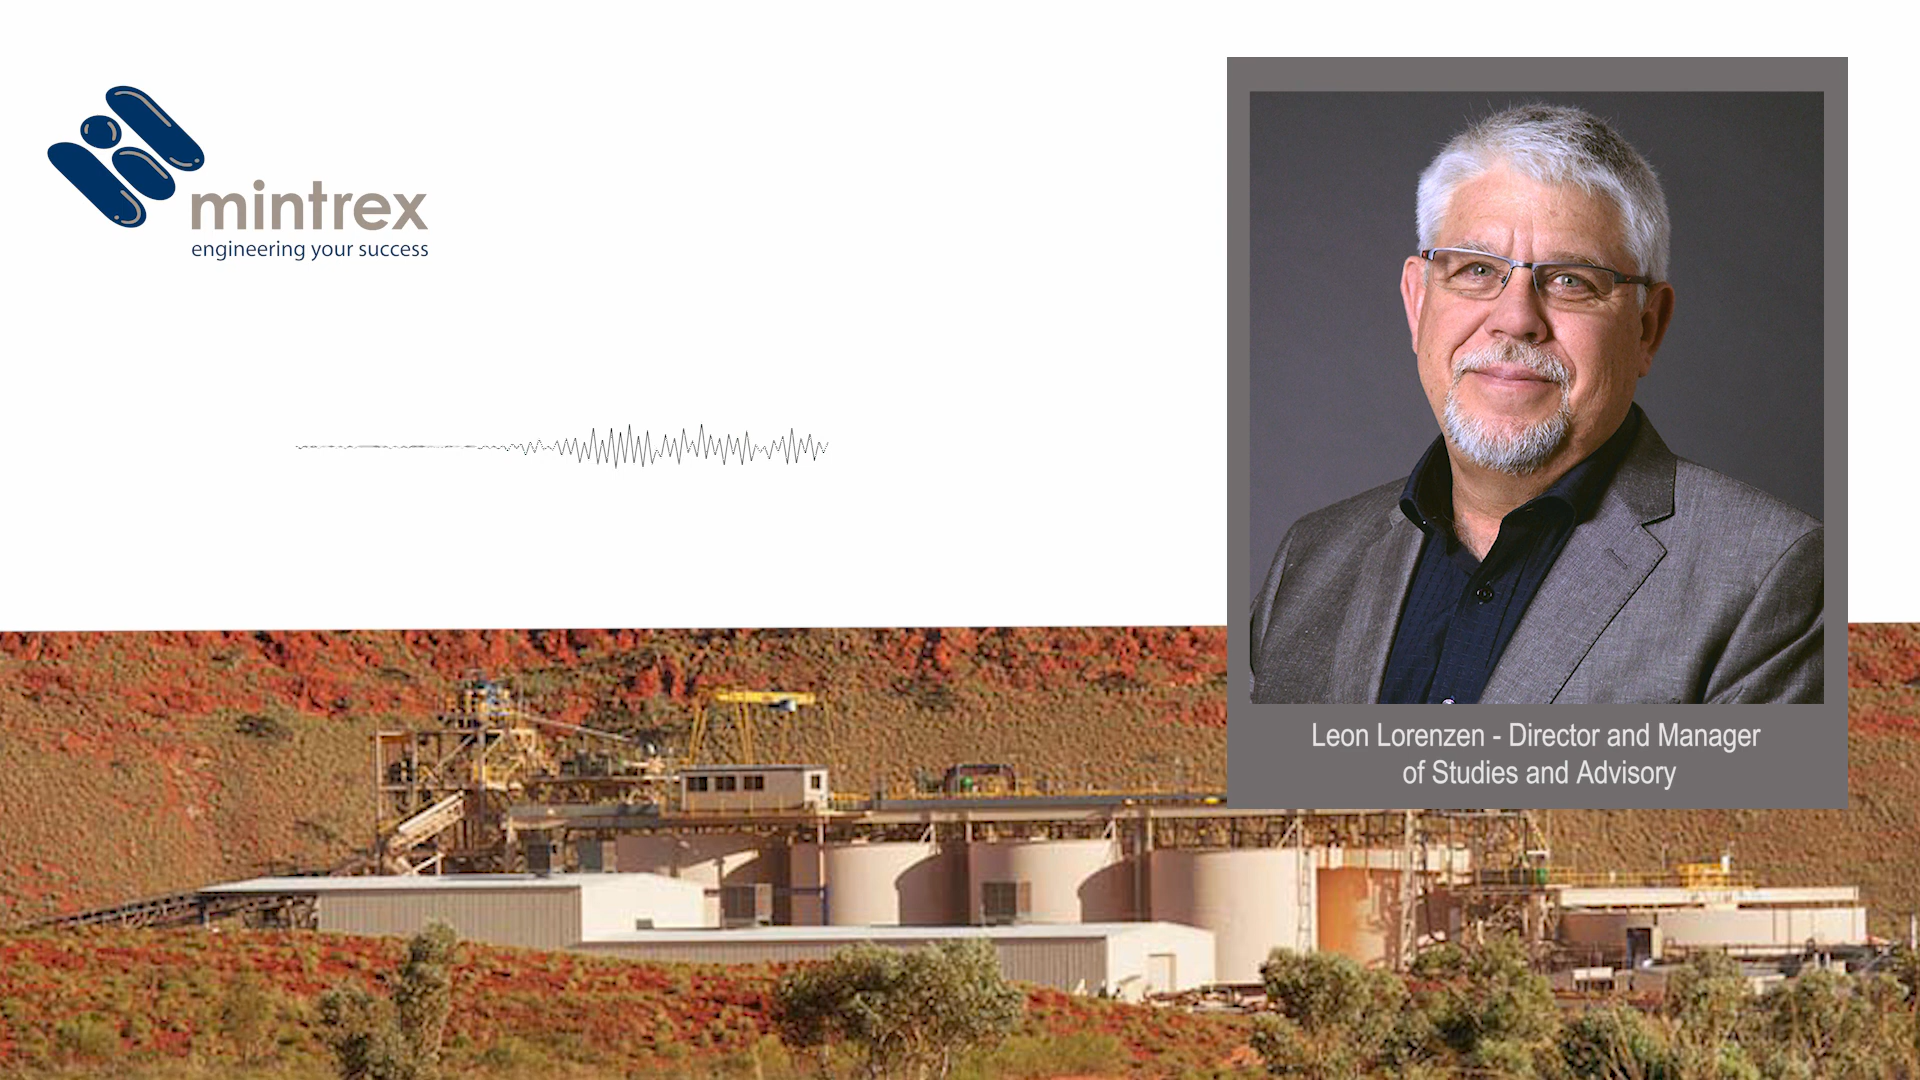 mintrex
engineering your success
Leon Lorenzen - Director and Manager
of Studies and Advisory